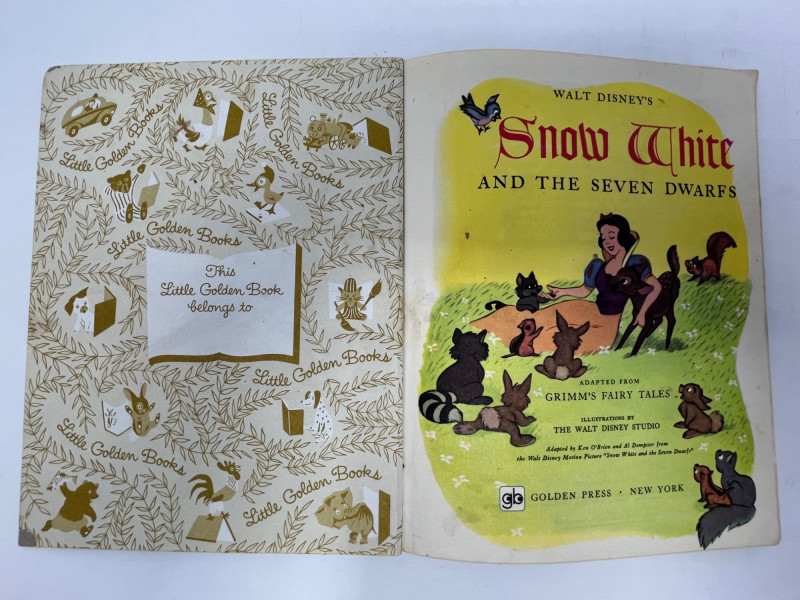 Little Golden Books
Little Golden Books
Little Golden Books
This
Little Golden Book
belongs to
Little Golden Books
Little Golden Books
Little Golden Books
WALT DISNEY'S
Snow White
AND THE SEVEN DWARFS
ADAPTED FROM
GRIMM'S FAIRY TALES
ILLUSTRATIONS BY
THE WALT DISNEY STUDIO
Adapted by Ken O'Brien and Al Dempster from
the Walt Disney Motion Picture "Snow White and the Seven Dwarfs"
gb GOLDEN PRESS · NEW YORK